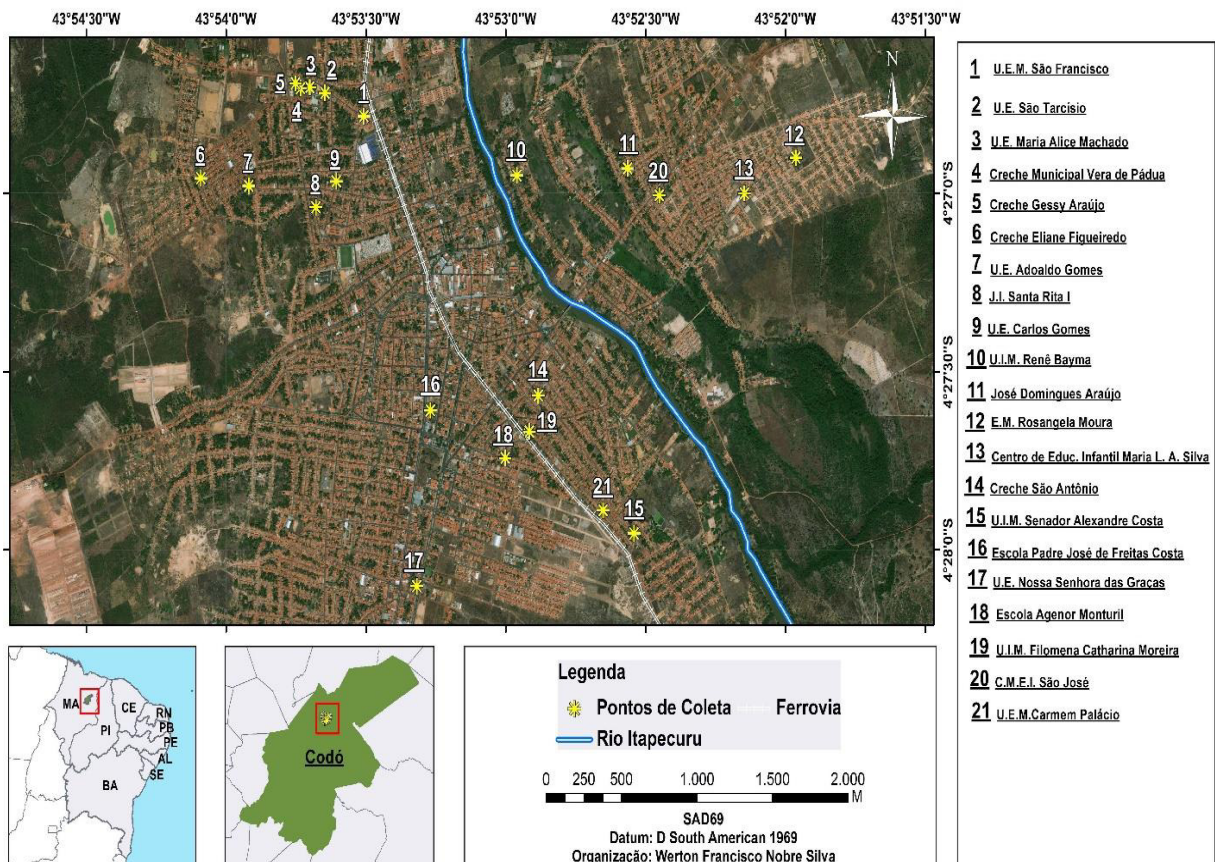 43°54'30"W 43°54'0"W 43°53'30"W 43°53'0"W 43°52'30"W 43°52'0"W 43°51'30"W
N
3
2
5
1
4
12
11
10
20
13
6
7
9
8
4°27'0"S
14
4°27'30"S
16
19
18
21
15
17
4°28'0"S
1 U.E.M. São Francisco
2 U.E. São Tarcisio
3 U.E. Maria Alice Machado
4 Creche Municipal Vera de Pádua
5 Creche Gessy Araújo
6 Creche Eliane Figueiredo
7 U.E. Adoaldo Gomes
8 J.I. Santa Rita I
9 U.E. Carlos Gomes
10 U.I.M. Renê Bayma
11 José Domingues Araújo
12 E.M. Rosangela Moura
13 Centro de Educ. Infantil Maria L. A. Silva
14 Creche São Antônio
15 U.I.M. Senador Alexandre Costa
16 Escola Padre José de Freitas Costa
17 U.E. Nossa Senhora das Graças
18 Escola Agenor Monturil
19 U.I.M. Filomena Catharina Moreira
20 C.M.E.I. São José
21 U.E.M.Carmem Palácio
MA
CE
RN
PB
PI
PE
AL
SE
BA
Codó
Legenda
Pontos de Coleta Ferrovia
Rio Itapecuru
0 250 500 1.000 1.500 2.000
M
SAD69
Datum: D South American 1969
Organização: Werton Francisco Nobre Silva